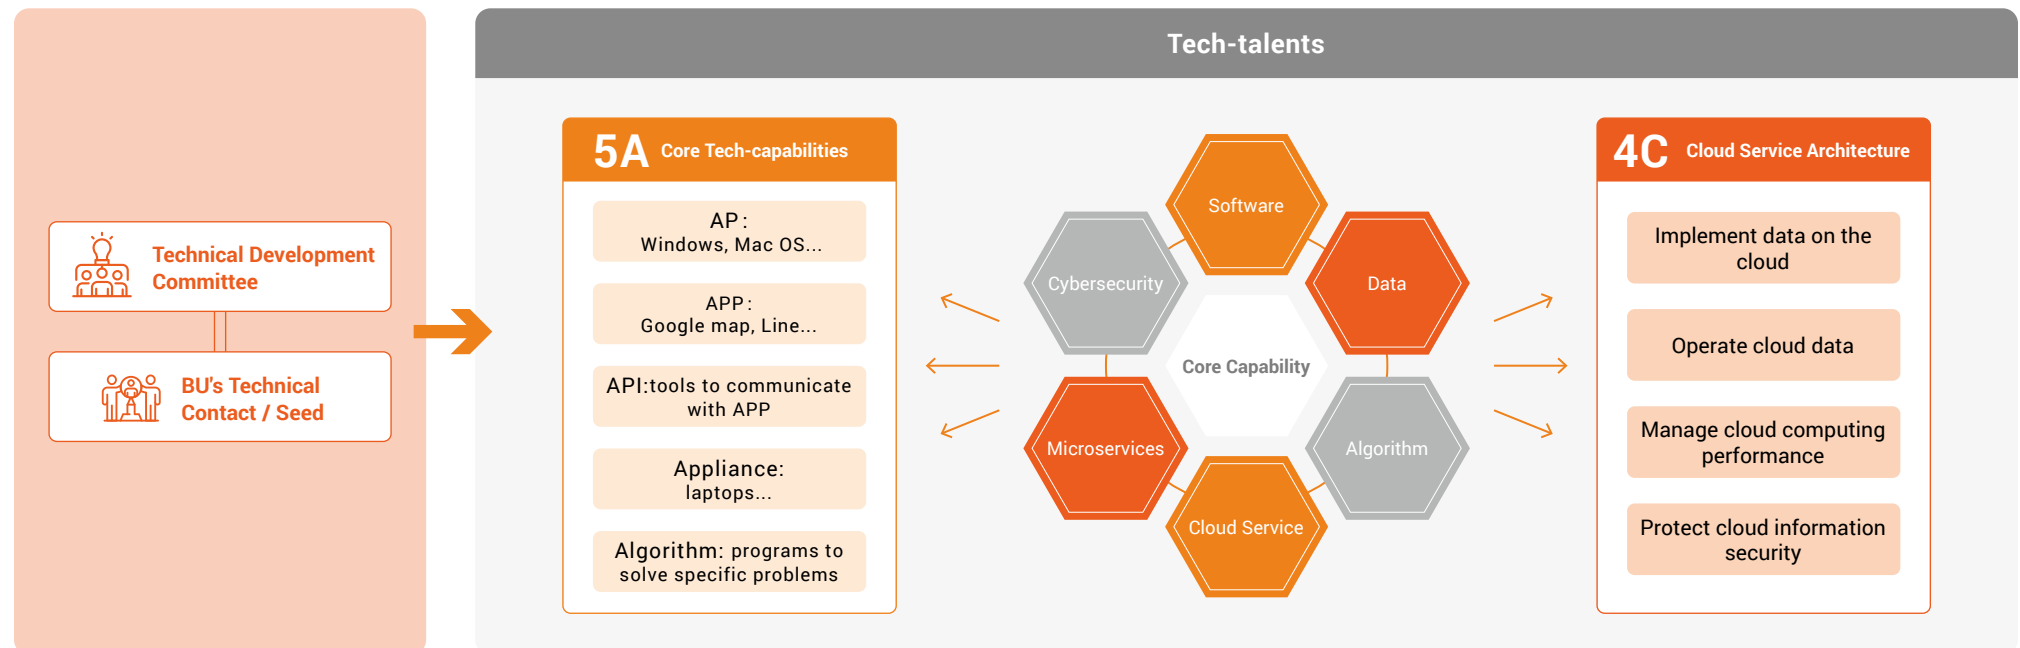 Technical Development
Committee
BU's Technical
Contact / Seed
Tech-talents
5A Core Tech-capabilities
AP:
Windows, Mac OS...
APP:
Google map, Line...
API:tools to communicate
with APP
Appliance:
laptops...
Algorithm: programs to
solve specific problems
Software
Cybersecurity
Data
Core Capability
Microservices
Algorithm
Cloud Service
4C Cloud Service Architecture
Implement data on the
cloud
Operate cloud data
Manage cloud computing
performance
Protect cloud information
security